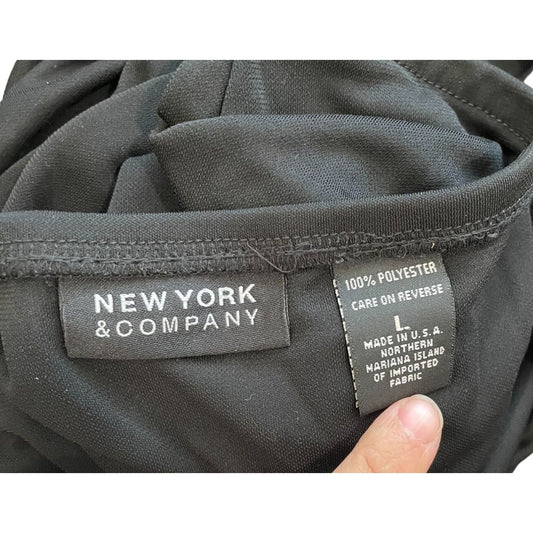 NEW YORK
& COMPANY
100% POLYESTER
CARE ON REVERSE
L
MADE IN U.S.A.
NORTHERN
MARIANA ISLAND
OF IMPORTED
FABRIC